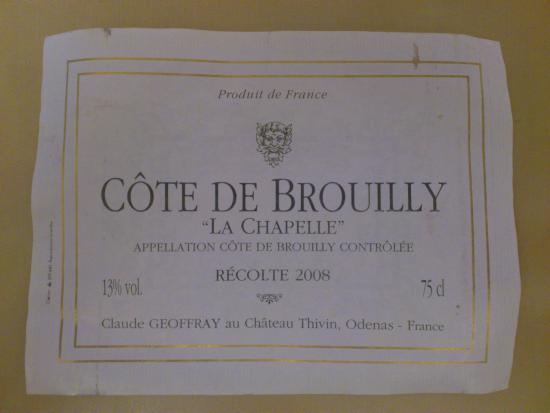 Produit de France
CÔTE DE BROUILLY
"LA CHAPELLE"
APPELLATION CÔTE DE BROUILLY CONTRÔLÉE
RÉCOLTE 2008
13% vol.
75 cl
Claude GEOFFRAY au Château Thivin, Odenas - France